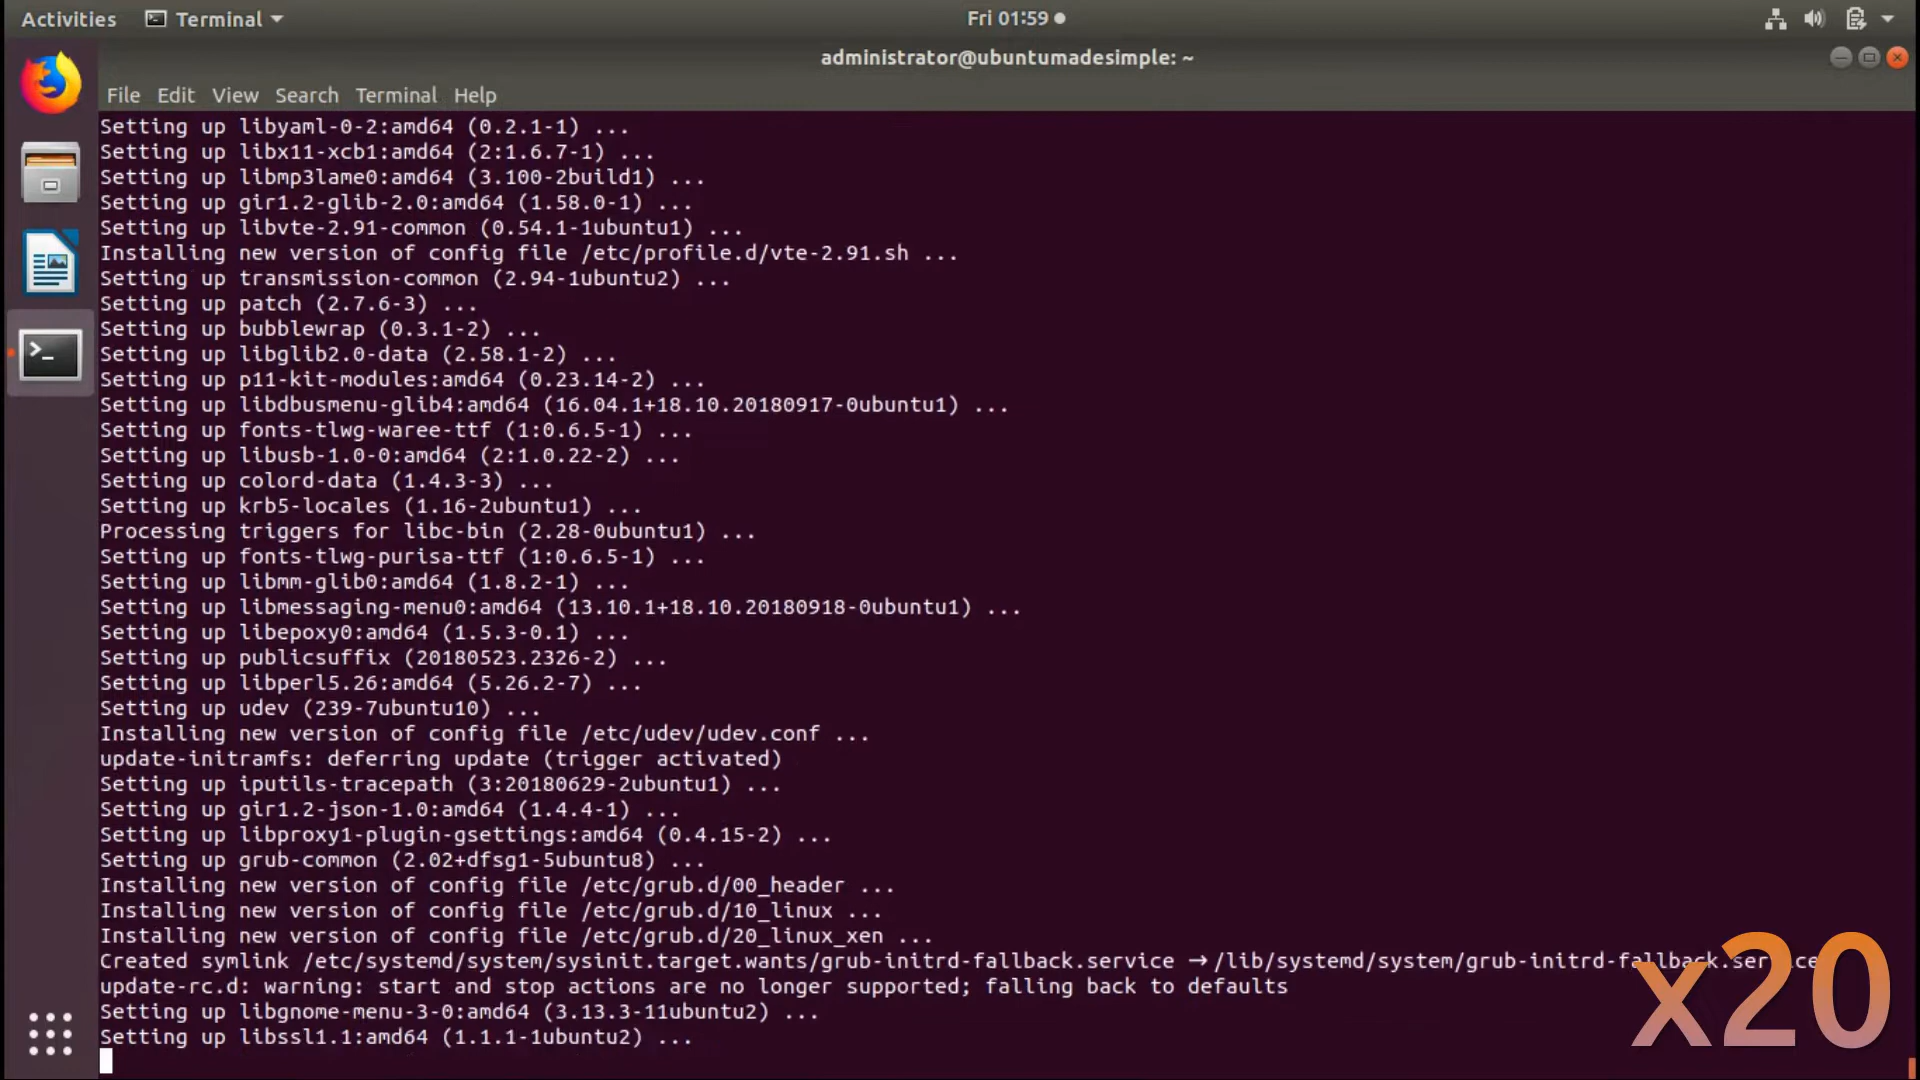 Activities Terminal Fri 01:59
administrator@ubuntumadesimple: ~
File Edit View Search Terminal Help
Setting up libyaml-0-2:amd64 (0.2.1-1) ...
Setting up libx11-xcb1:amd64 (2:1.6.7-1) ...
Setting up libmp3lame0:amd64 (3.100-2build1) ...
Setting up gir1.2-glib-2.0:amd64 (1.58.0-1) ...
Setting up libvte-2.91-common (0.54.1-1ubuntu1) ...
Installing new version of config file /etc/profile.d/vte-2.91.sh ...
Setting up transmission-common (2.94-1ubuntu2) ...
Setting up patch (2.7.6-3) ...
Setting up bubblewrap (0.3.1-2) ...
Setting up libglib2.0-data (2.58.1-2) ...
Setting up p11-kit-modules:amd64 (0.23.14-2) ...
Setting up libdbusmenu-glib4:amd64 (16.04.1+18.10.20180917-0ubuntu1) ...
Setting up fonts-tlwg-waree-ttf (1:0.6.5-1) ...
Setting up libusb-1.0-0:amd64 (2:1.0.22-2) ...
Setting up colord-data (1.4.3-3) ...
Setting up krb5-locales (1.16-2ubuntu1) ...
Processing triggers for libc-bin (2.28-0ubuntu1) ...
Setting up fonts-tlwg-purisa-ttf (1:0.6.5-1) ...
Setting up libmm-glib0:amd64 (1.8.2-1) ...
Setting up libmessaging-menu0:amd64 (13.10.1+18.10.20180918-0ubuntu1) ...
Setting up libepoxy0:amd64 (1.5.3-0.1) ...
Setting up publicsuffix (20180523.2326-2) ...
Setting up libperl5.26:amd64 (5.26.2-7) ...
Setting up udev (239-7ubuntu10) ...
Installing new version of config file /etc/udev/udev.conf ...
update-initramfs: deferring update (trigger activated)
Setting up iputils-tracepath (3:20180629-2ubuntu1) ...
Setting up gir1.2-json-1.0:amd64 (1.4.4-1) ...
Setting up libproxy1-plugin-gsettings:amd64 (0.4.15-2) ...
Setting up grub-common (2.02+dfsg1-5ubuntu8) ...
Installing new version of config file /etc/grub.d/00_header ...
Installing new version of config file /etc/grub.d/10_linux ...
Installing new version of config file /etc/grub.d/20_linux_xen ...
Created symlink /etc/systemd/system/sysinit.target.wants/grub-initrd-fallback.service → /lib/systemd/system/grub-initrd-fallback.service
update-rc.d: warning: start and stop actions are no longer supported; falling back to defaults
Setting up libgnome-menu-3-0:amd64 (3.13.3-11ubuntu2) ...
Setting up libssl1.1:amd64 (1.1.1-1ubuntu2) ...
x20